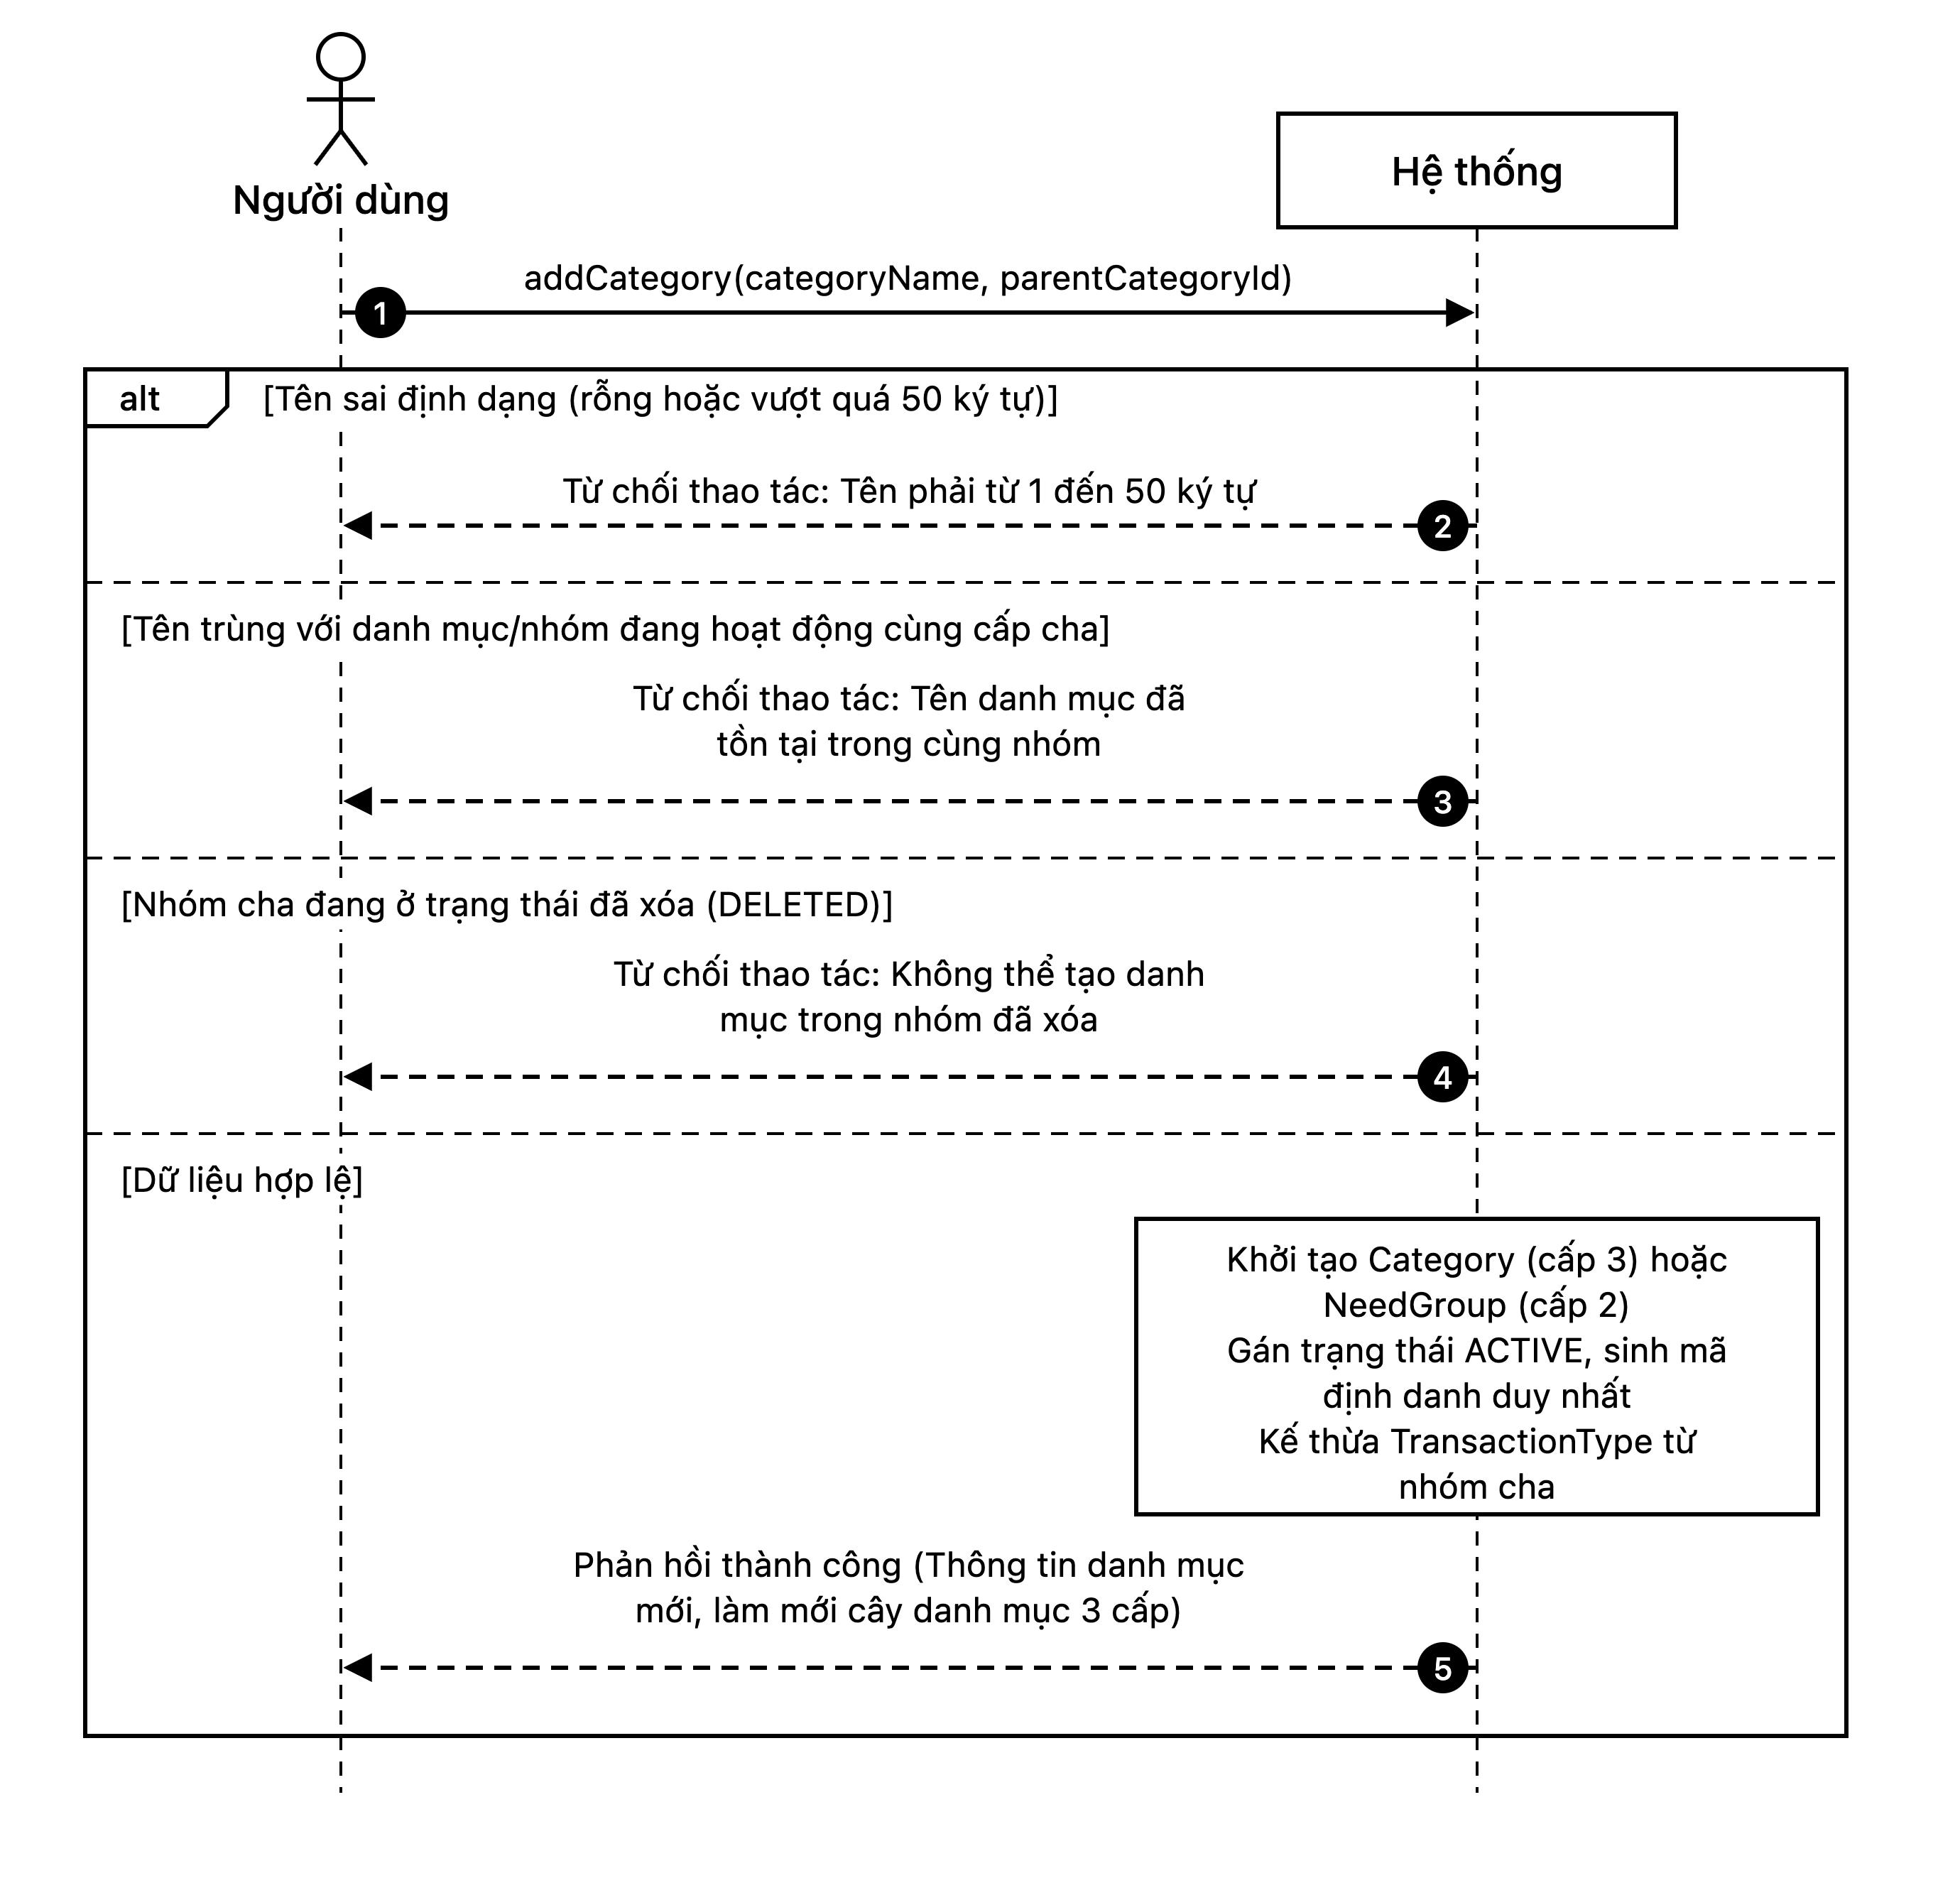 Người dùng
Hệ thống
addCategory(categoryName, parentCategoryId)
1
alt
[Tên sai định dạng (rỗng hoặc vượt quá 50 ký tự)]
Từ chối thao tác: Tên phải từ 1 đến 50 ký tự
2
[Tên trùng với danh mục/nhóm đang hoạt động cùng cấp cha]
Từ chối thao tác: Tên danh mục đã
tồn tại trong cùng nhóm
3
[Nhóm cha đang ở trạng thái đã xóa (DELETED)]
Từ chối thao tác: Không thể tạo danh
mục trong nhóm đã xóa
4
[Dữ liệu hợp lệ]
Khởi tạo Category (cấp 3) hoặc
NeedGroup (cấp 2)
Gán trạng thái ACTIVE, sinh mã
định danh duy nhất
Kế thừa TransactionType từ
nhóm cha
Phản hồi thành công (Thông tin danh mục
mới, làm mới cây danh mục 3 cấp)
5